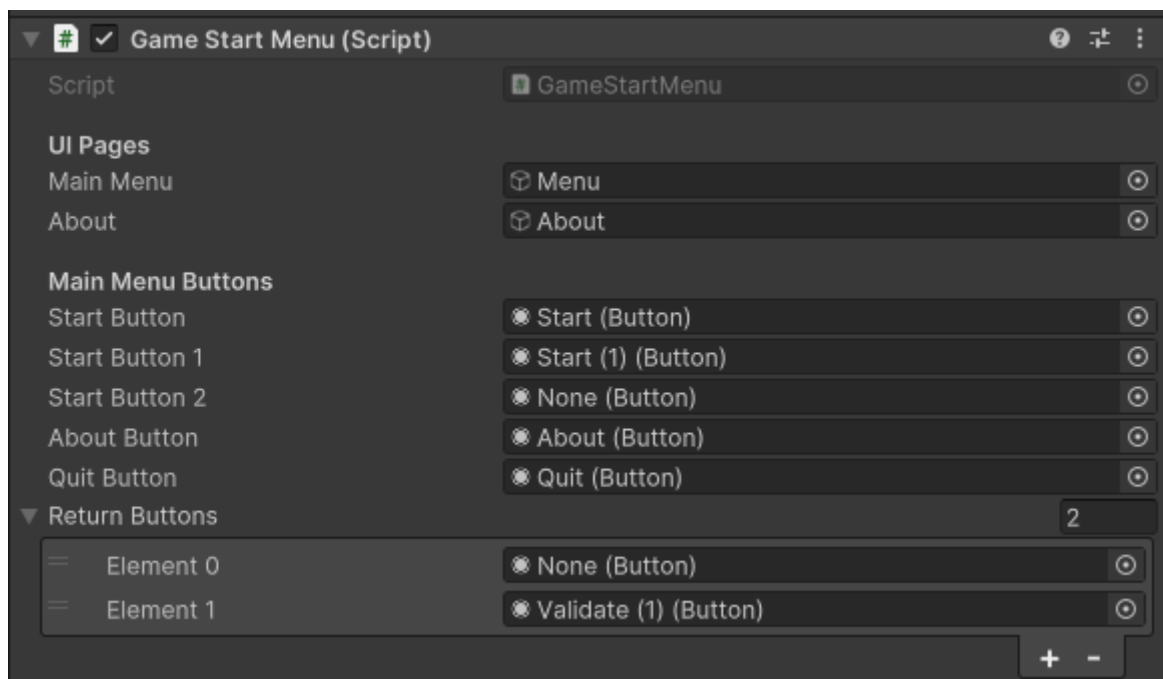 Game Start Menu (Script)
Script GameStartMenu
UI Pages
Main Menu Menu
About About
Main Menu Buttons
Start Button Start (Button)
Start Button 1 Start (1) (Button)
Start Button 2 None (Button)
About Button About (Button)
Quit Button Quit (Button)
Return Buttons 2
Element 0 None (Button)
Element 1 Validate (1) (Button)